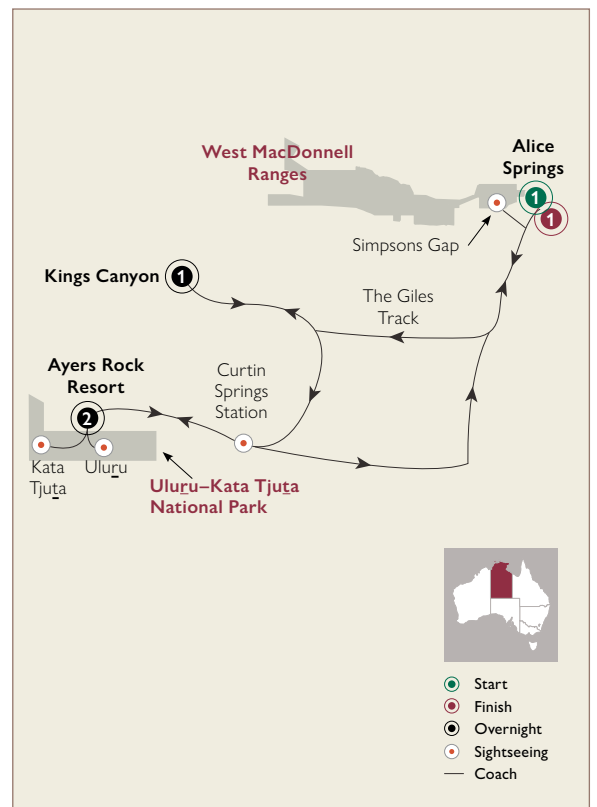 West MacDonnell
Ranges
Alice
Springs
1
1
Simpsons Gap
Kings Canyon
1
The Giles
Track
Ayers Rock
Resort
2
Curtin
Springs
Station
Kata
Tjuṯa
Uluṟu
Uluṟu–Kata Tjuṯa
National Park
Start
Finish
Overnight
Sightseeing
Coach